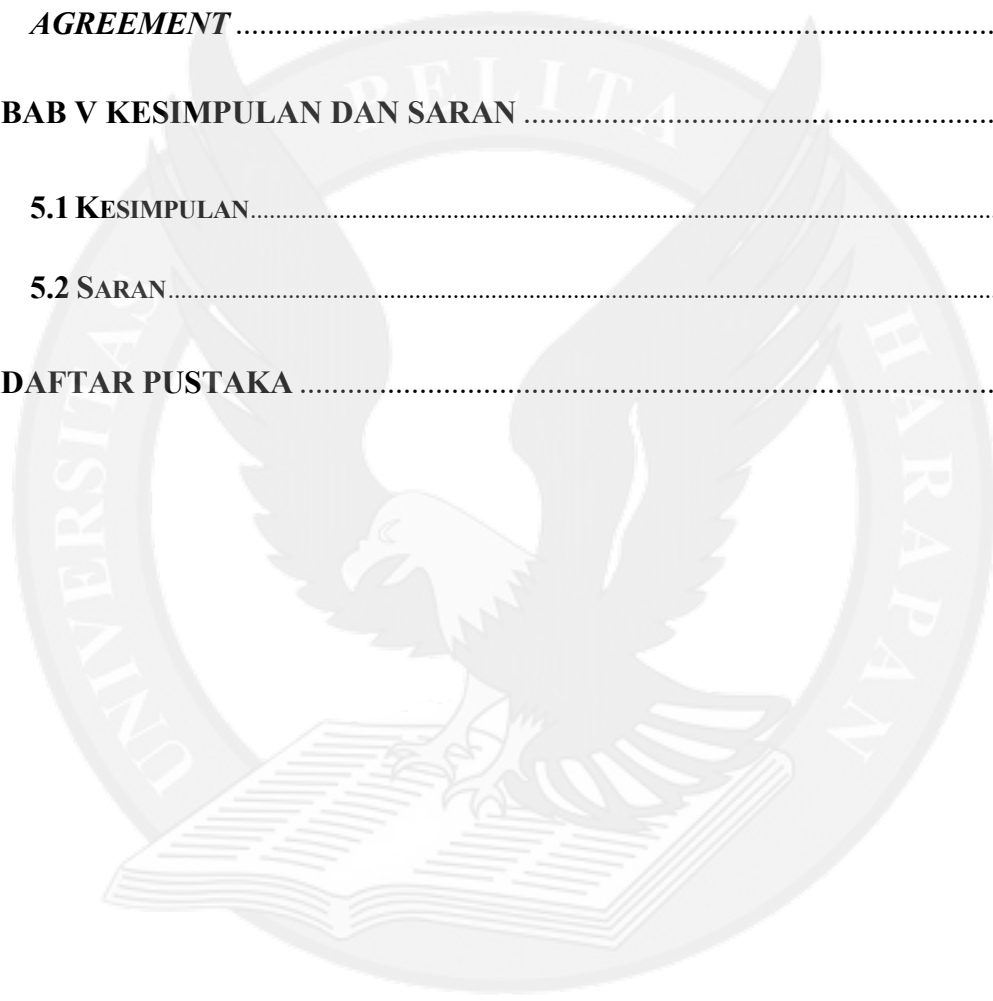 AGREEMENT ........................................................................................................
BAB V KESIMPULAN DAN SARAN ................................................................
5.1 KESIMPULAN........................................................................................................
5.2 SARAN........................................................................................................
DAFTAR PUSTAKA ................................................................................................
UNIVERSITAS PELITA HARAPAN